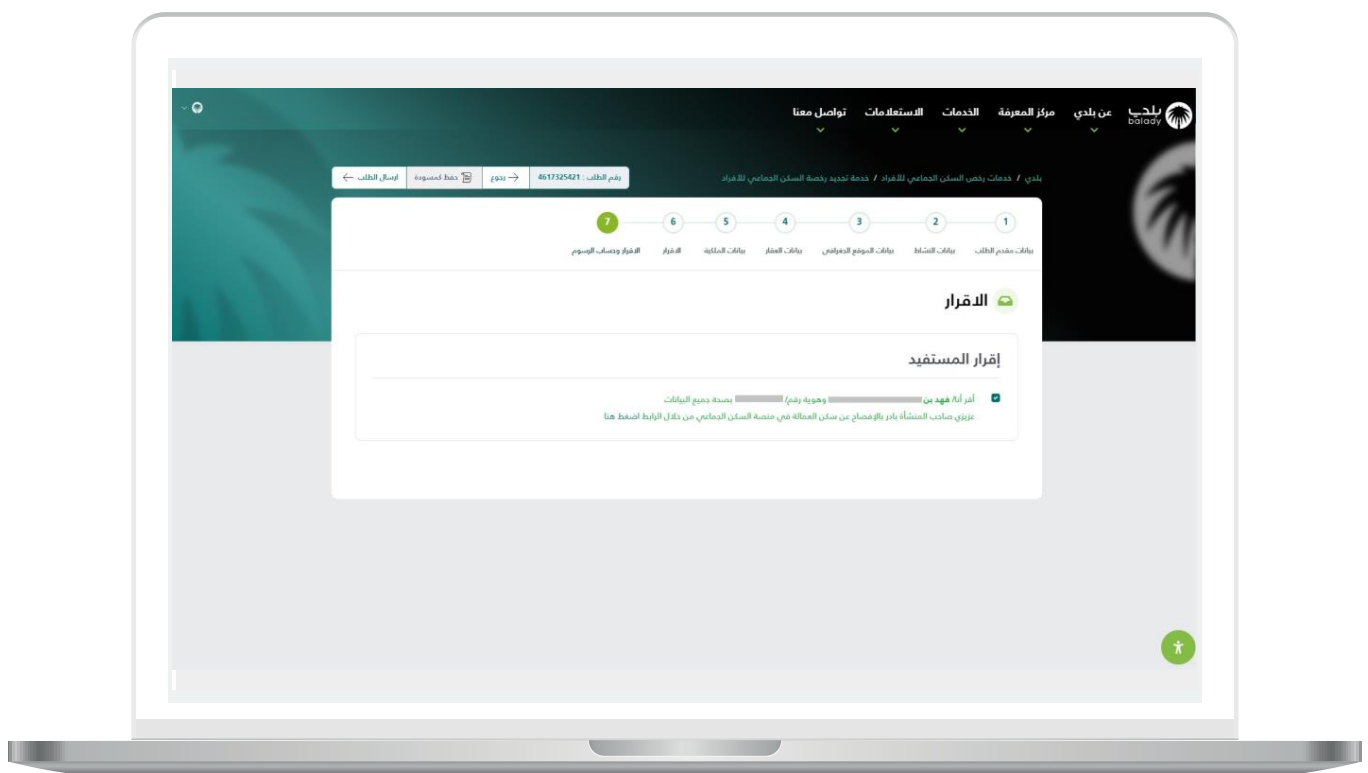 بلدي
balady
عن بلدي
مركز المعرفة
الخدمات
الاستعلامات
تواصل معنا
بلدي / خدمات رخص السكن الجماعي للأفراد / خدمة تجديد رخصة السكن الجماعي للأفراد
رقم الطلب : 4617325421
رجوع
حفظ كمسودة
ارسال الطلب
1
2
3
4
5
6
7
بيانات مقدم الطلب
بيانات النشاط
بيانات الموقع الجغرافي
بيانات العقار
بيانات الملكية
الاقرار
الاقرار وحساب الرسوم
الاقرار
إقرار المستفيد
أقر أنا/ فهد بن وهوية رقم/ بصحة جميع البيانات
عزيزي صاحب المنشأة بادر بالإفصاح عن سكن العمالة في منصة السكن الجماعي من خلال الرابط اضغط هنا